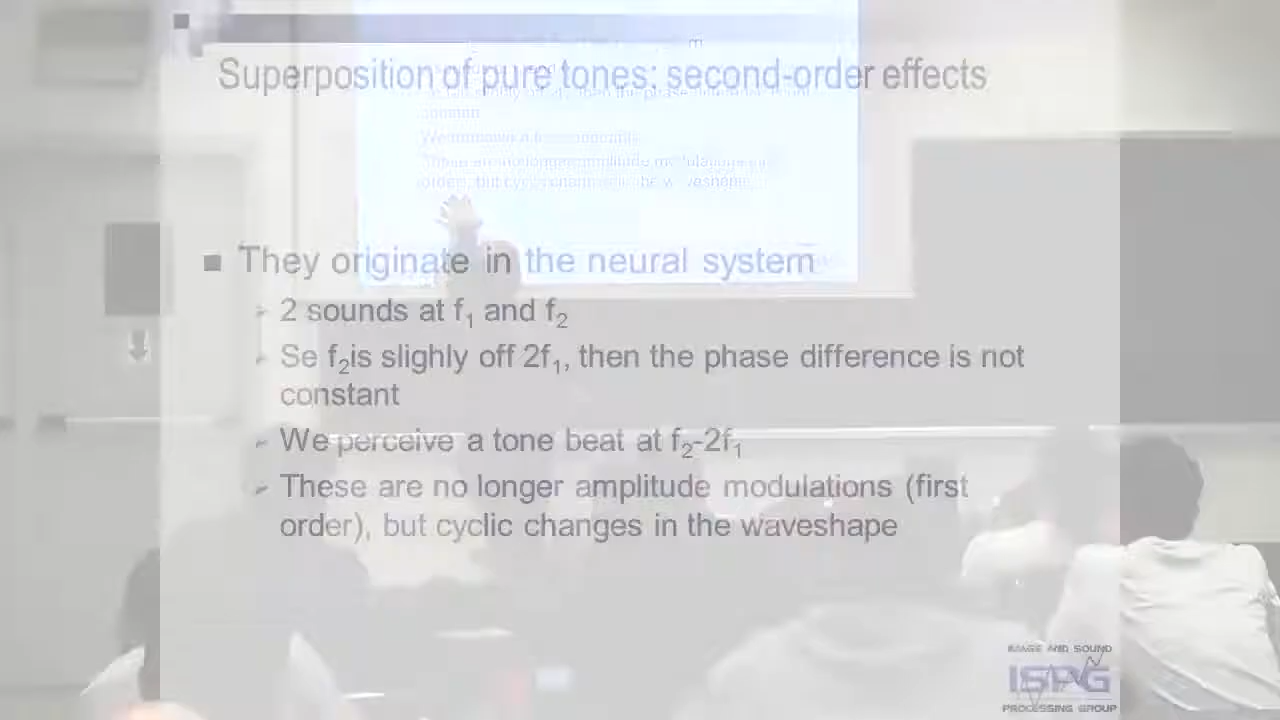 Superposition of pure tones: second-order effects
They originate in the neural system
2 sounds at f₁ and f₂
Se f₂is slighly off 2f₁, then the phase difference is not
constant
We perceive a tone beat at f₂-2f₁
These are no longer amplitude modulations (first
order), but cyclic changes in the waveshape
IMAGE AND SOUND
ISPG
PROCESSING GROUP